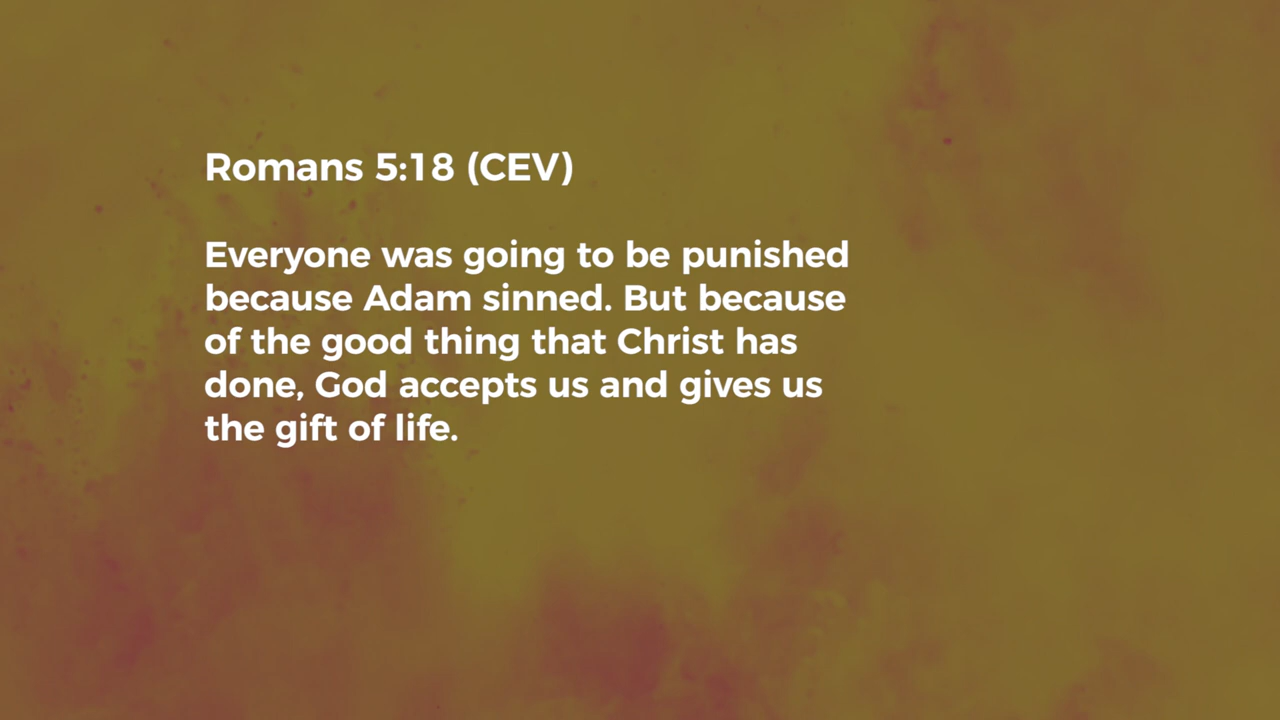 Romans 5:18 (CEV)
Everyone was going to be punished
because Adam sinned. But because
of the good thing that Christ has
done, God accepts us and gives us
the gift of life.